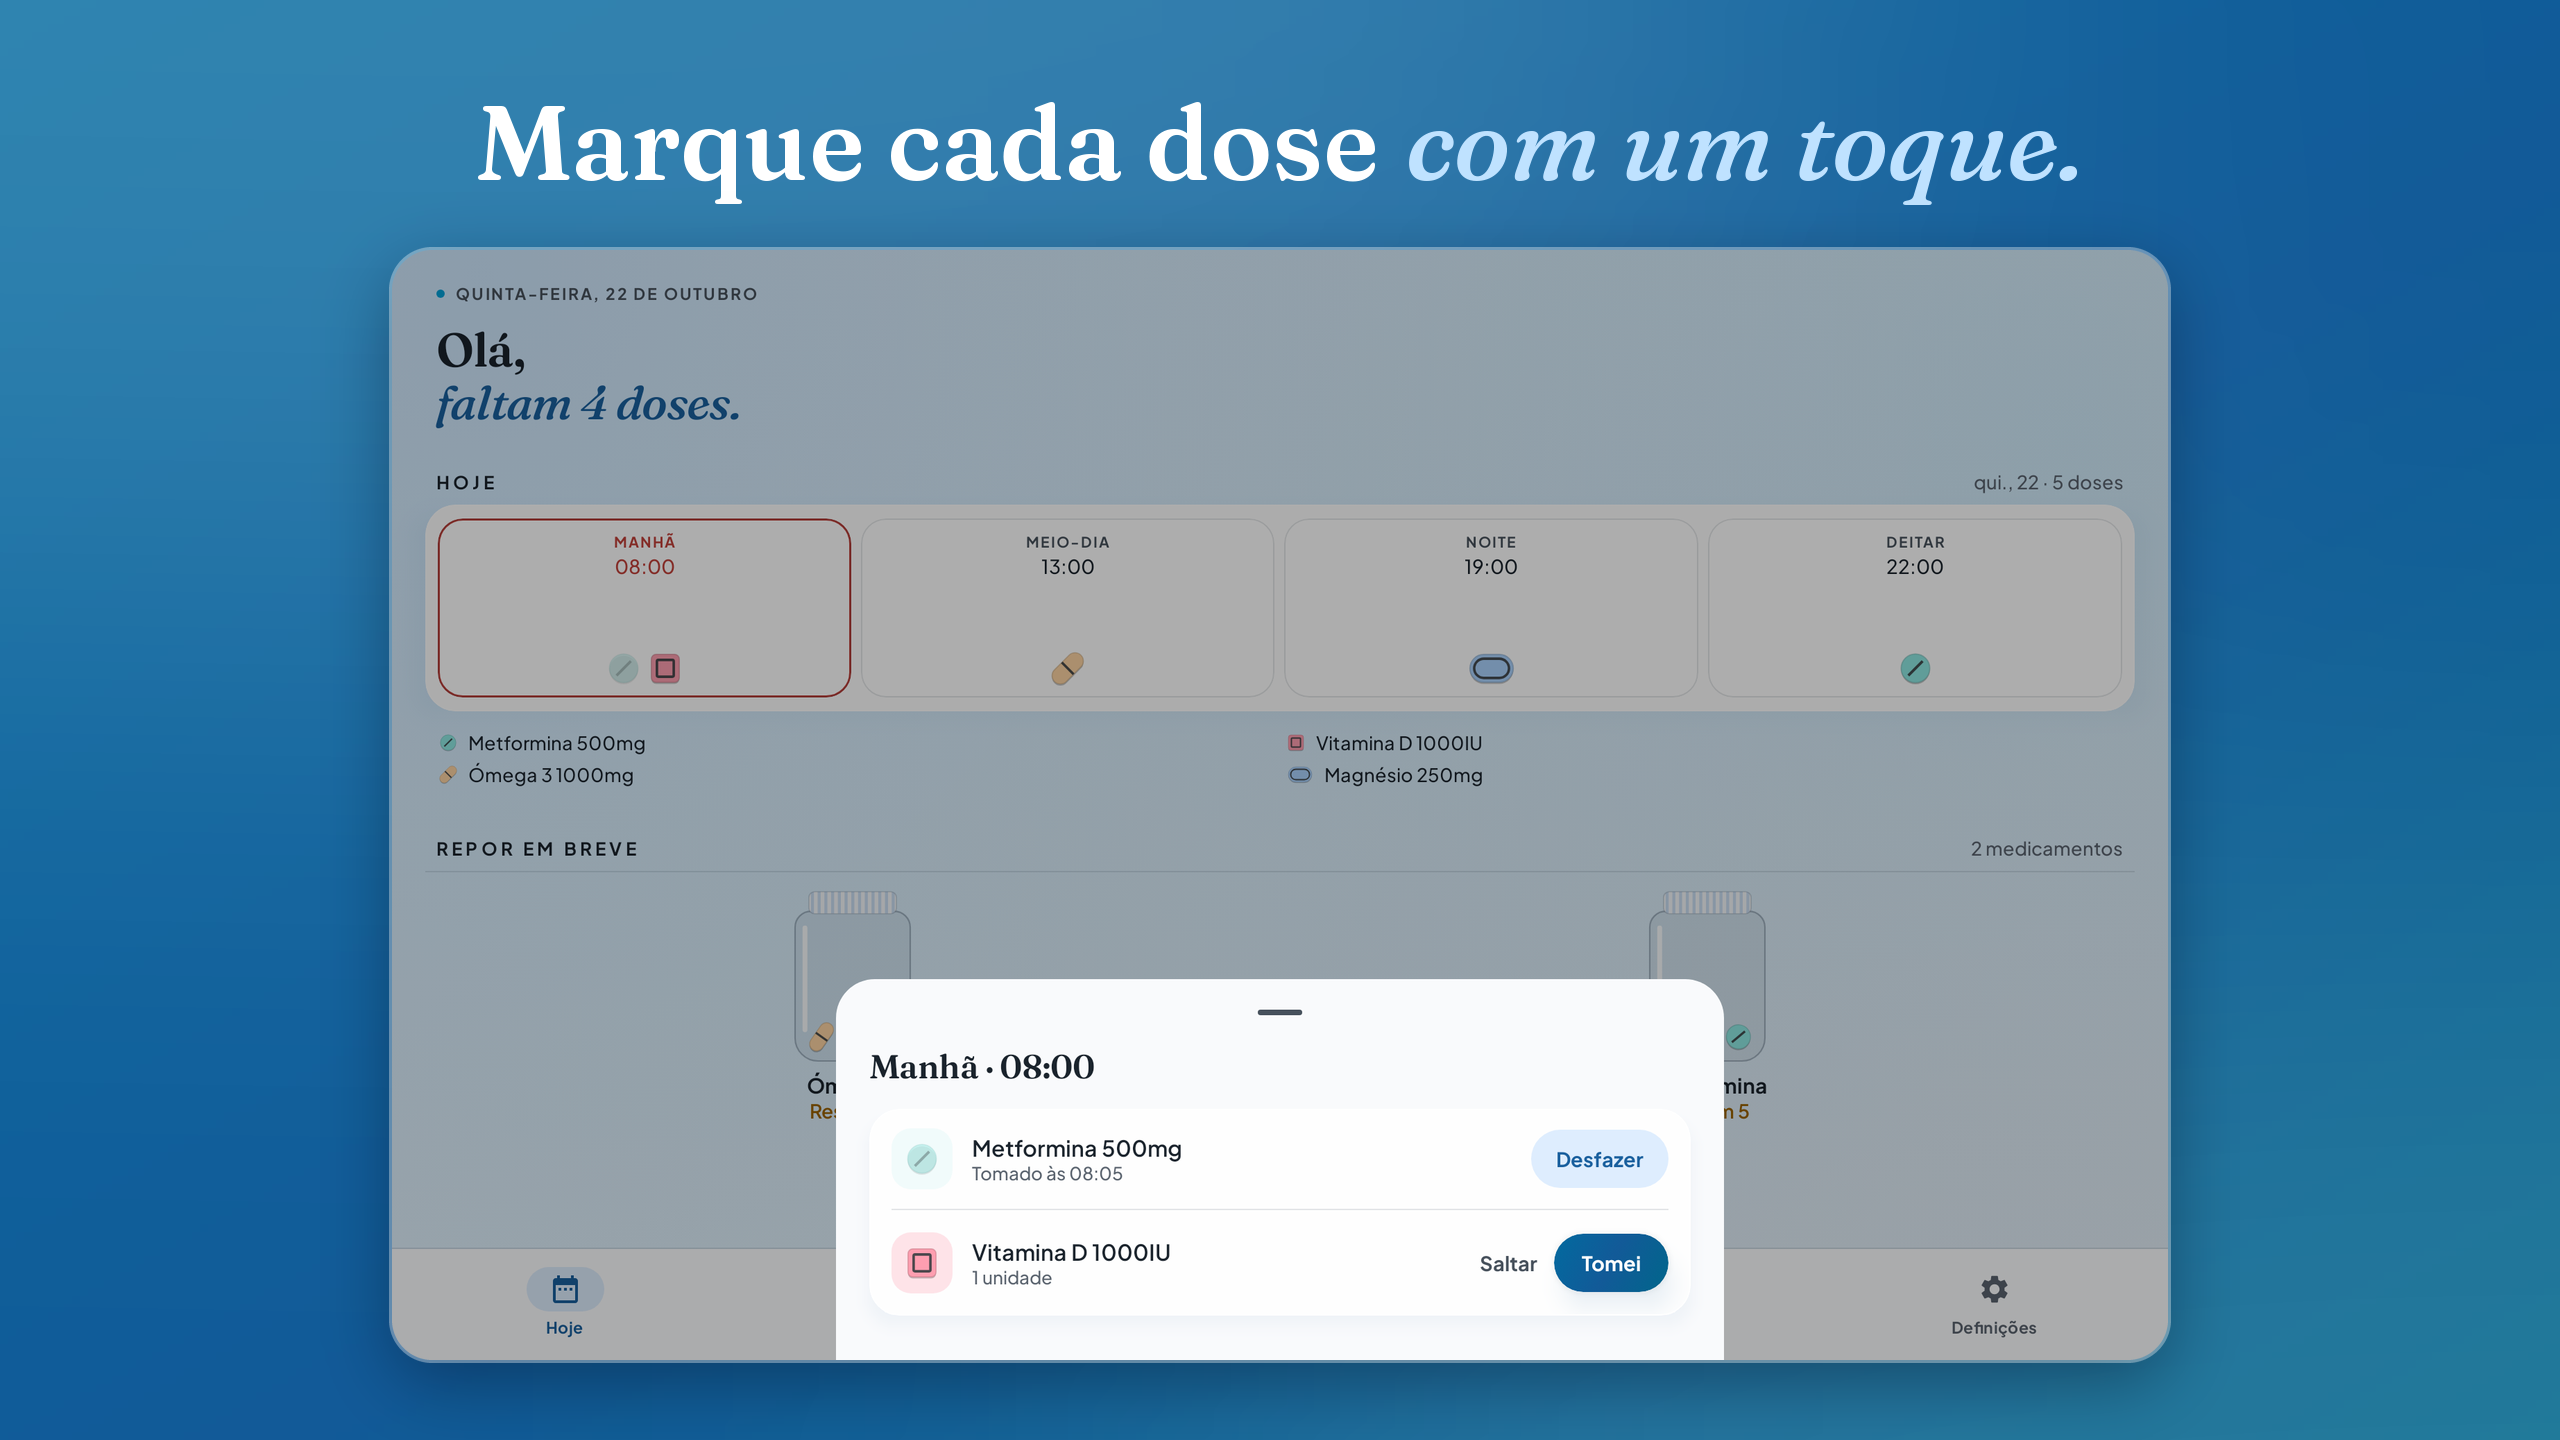 Marque cada dose com um toque.
QUINTA-FEIRA, 22 DE OUTUBRO
Olá,
faltam 4 doses.
HOJE
qui., 22 · 5 doses
MANHÃ
08:00
MEIO-DIA
13:00
NOITE
19:00
DEITAR
22:00
Metformina 500mg
Vitamina D 1000IU
Ómega 3 1000mg
Magnésio 250mg
REPOR EM BREVE
2 medicamentos
Manhã · 08:00
Metformina 500mg
Tomado às 08:05
Desfazer
Vitamina D 1000IU
1 unidade
Saltar
Tomei
Hoje
Definições